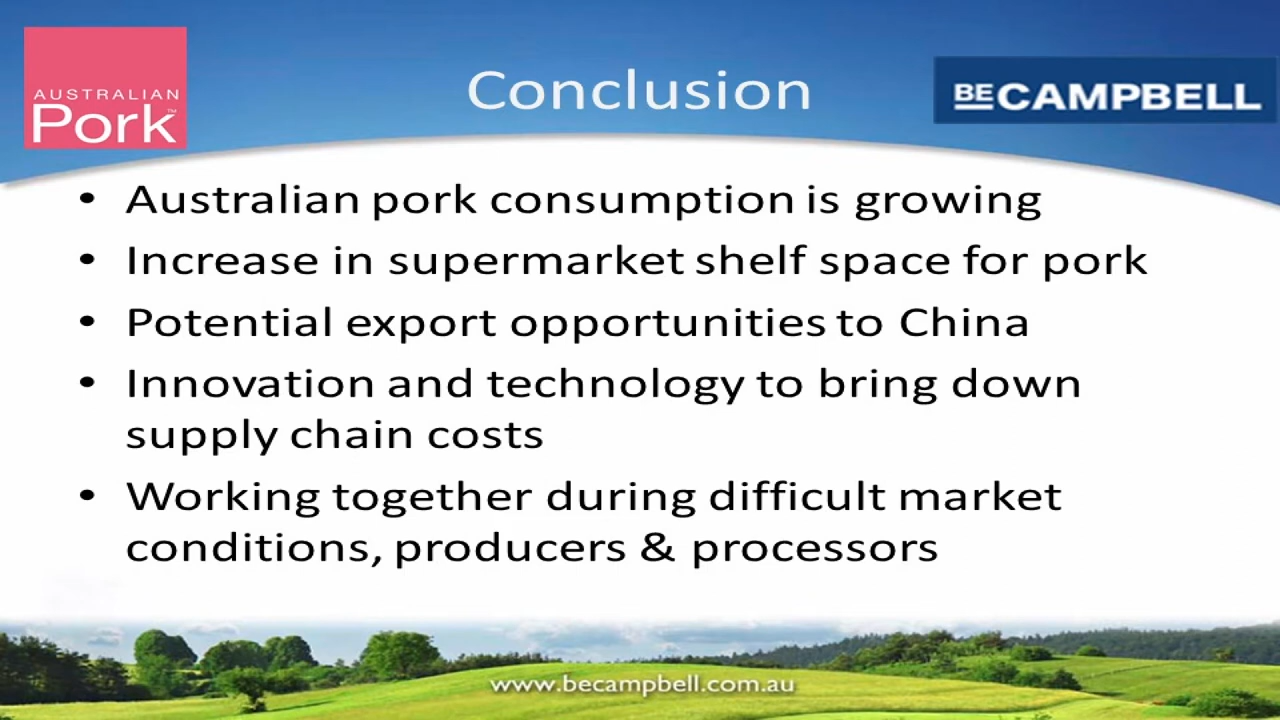 AUSTRALIAN
Pork™
Conclusion
BECAMPBELL
• Australian pork consumption is growing
• Increase in supermarket shelf space for pork
• Potential export opportunities to China
• Innovation and technology to bring down
supply chain costs
• Working together during difficult market
conditions, producers & processors
www.becampbell.com.au